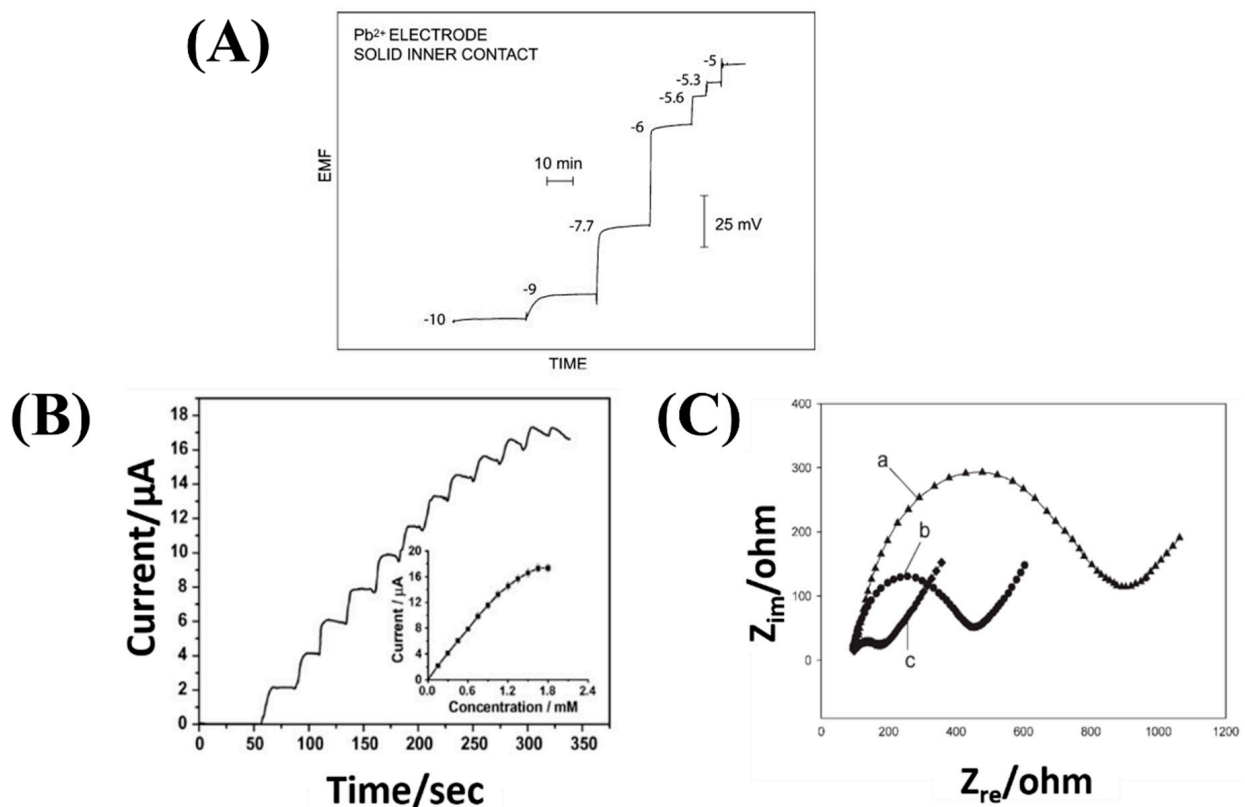 (A)
Pb²⁺ ELECTRODE
SOLID INNER CONTACT
-5
-5.3
-5.6
-6
10 min
25 mV
-7.7
-9
-10
EMF
TIME
(B)
18
16
14
12
10
8
6
4
2
0
Current/µA
0 50 100 150 200 250 300 350
Time/sec
20
16
12
8
4
0
Current / µA
0.0 0.6 1.2 1.8 2.4
Concentration / mM
(C)
400
300
200
100
0
Z_im/ohm
a
b
c
0 200 400 600 800 1000 1200
Z_re/ohm